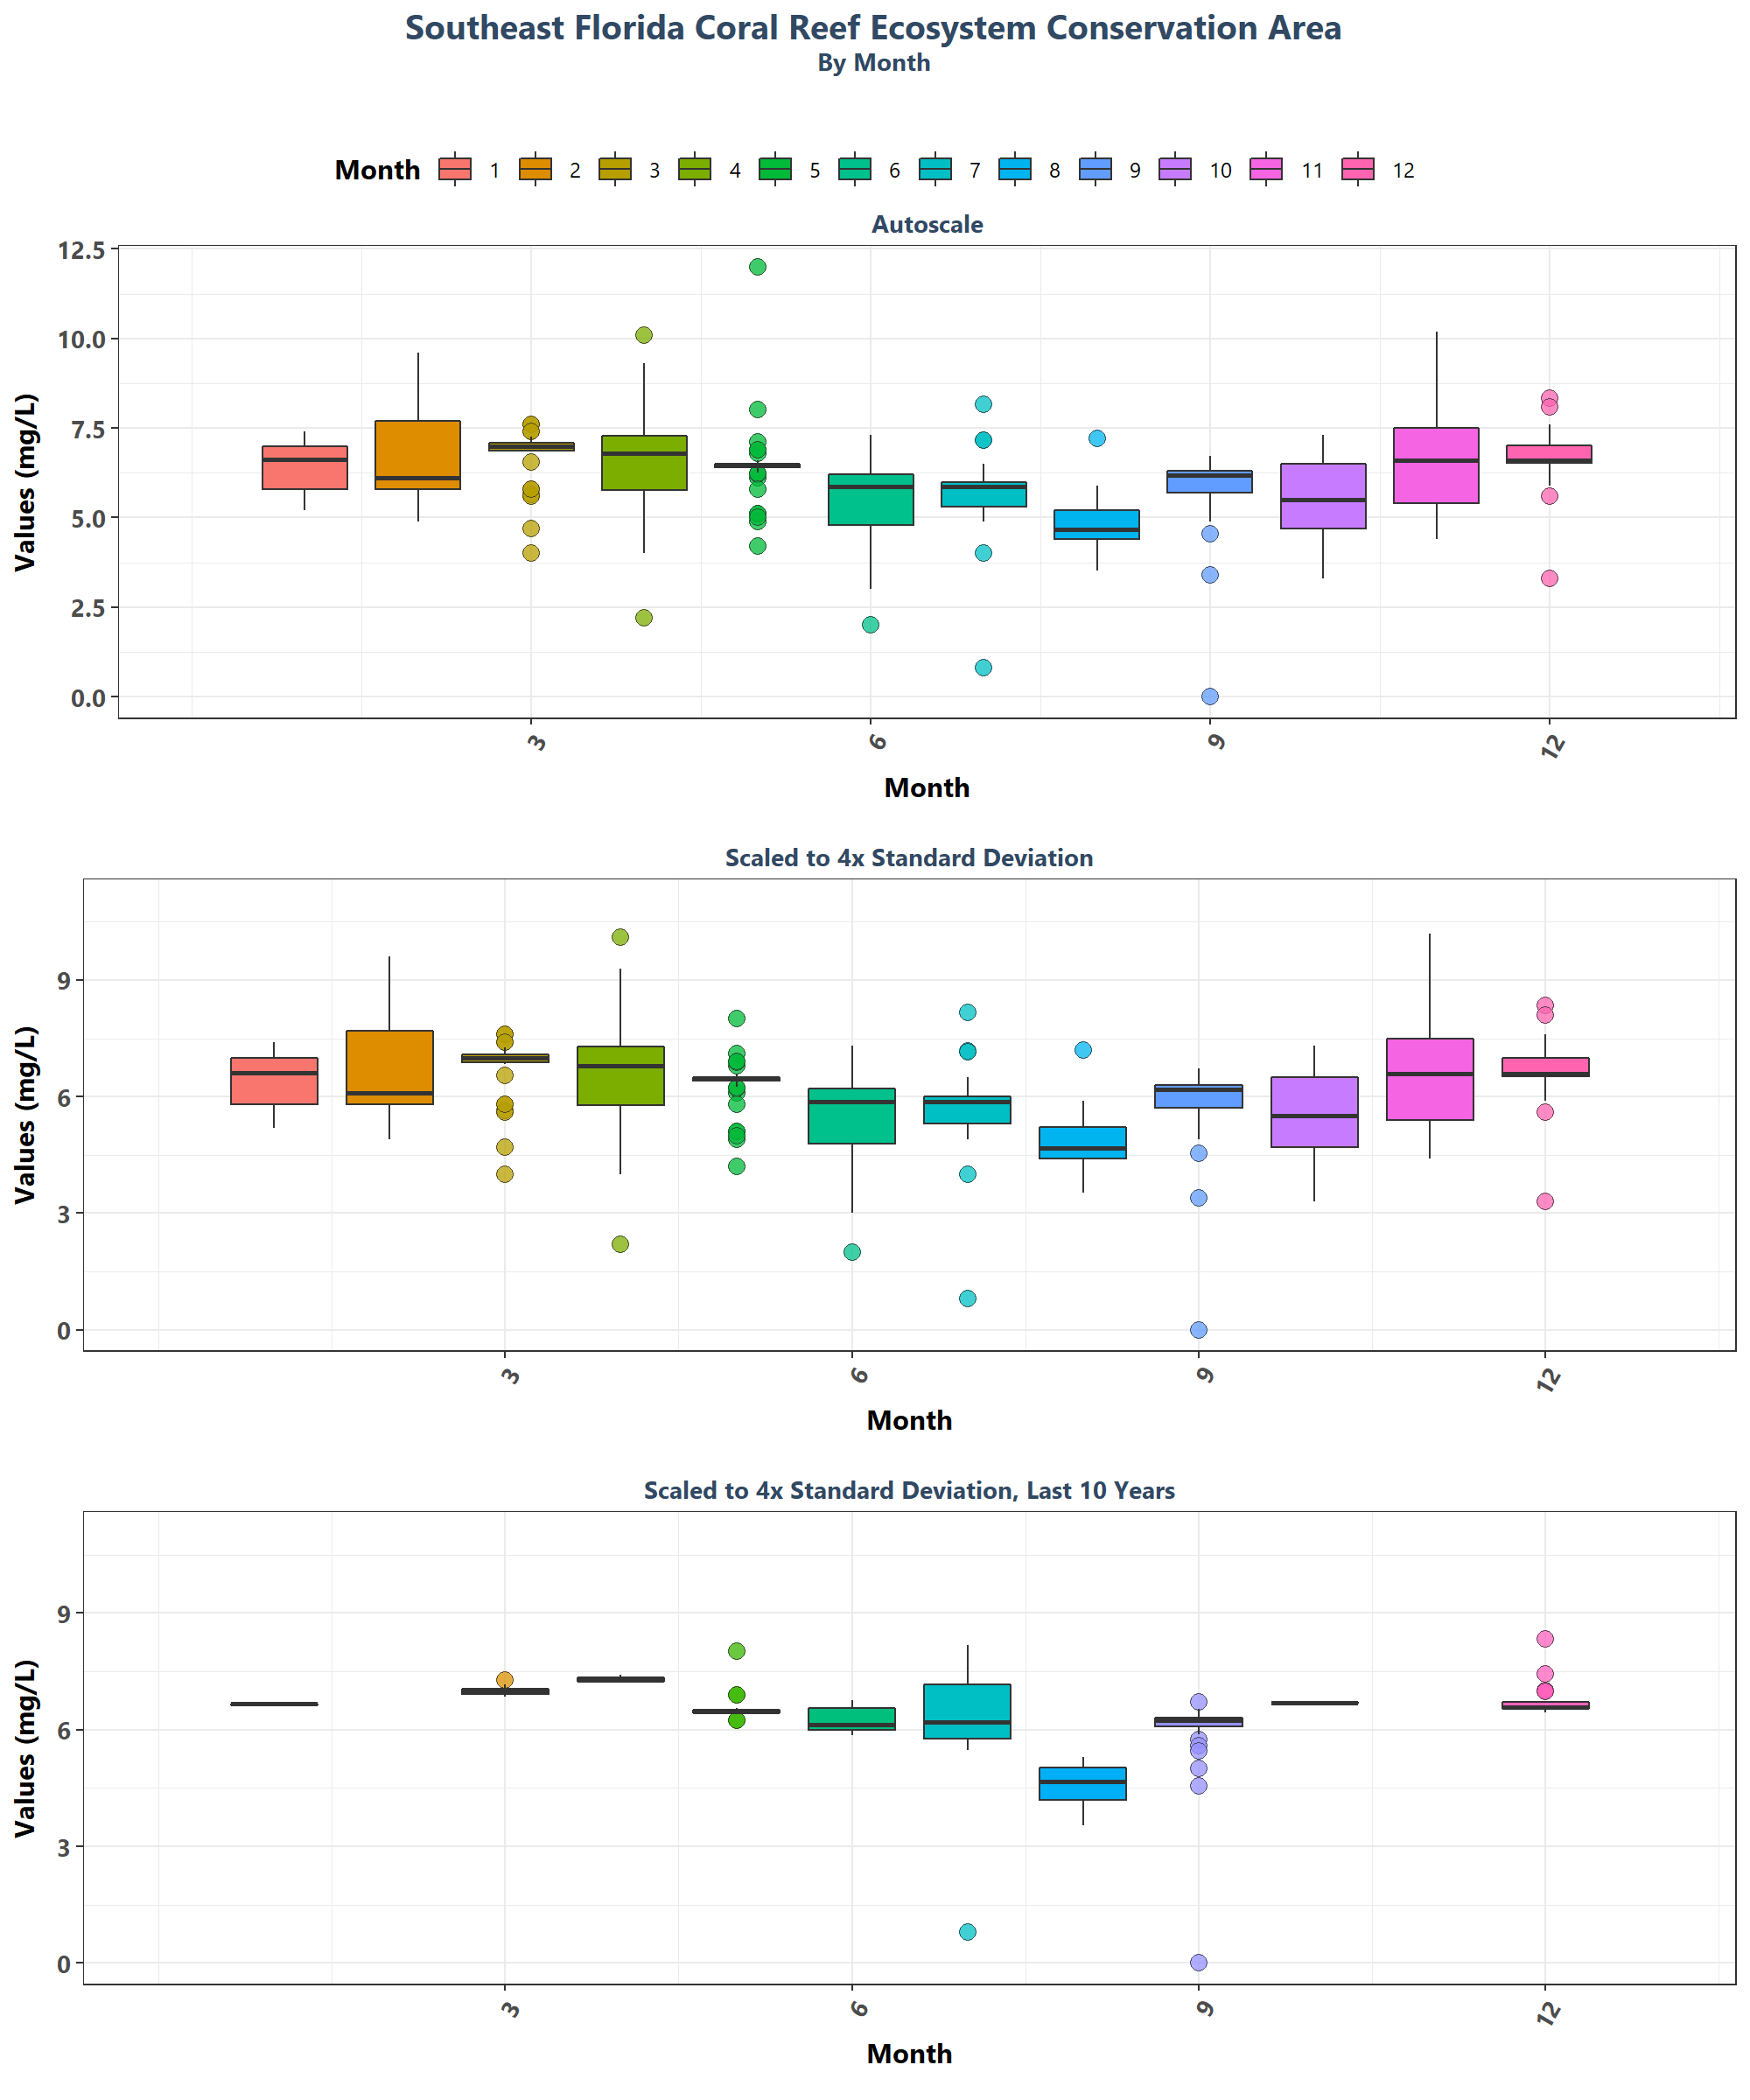 Southeast Florida Coral Reef Ecosystem Conservation Area
By Month
Month 1 2 3 4 5 6 7 8 9 10 11 12
Autoscale
12.5
10.0
7.5
5.0
2.5
0.0
Values (mg/L)
3 6 9 12
Month
Scaled to 4x Standard Deviation
9
6
3
0
Values (mg/L)
3 6 9 12
Month
Scaled to 4x Standard Deviation, Last 10 Years
9
6
3
0
Values (mg/L)
3 6 9 12
Month